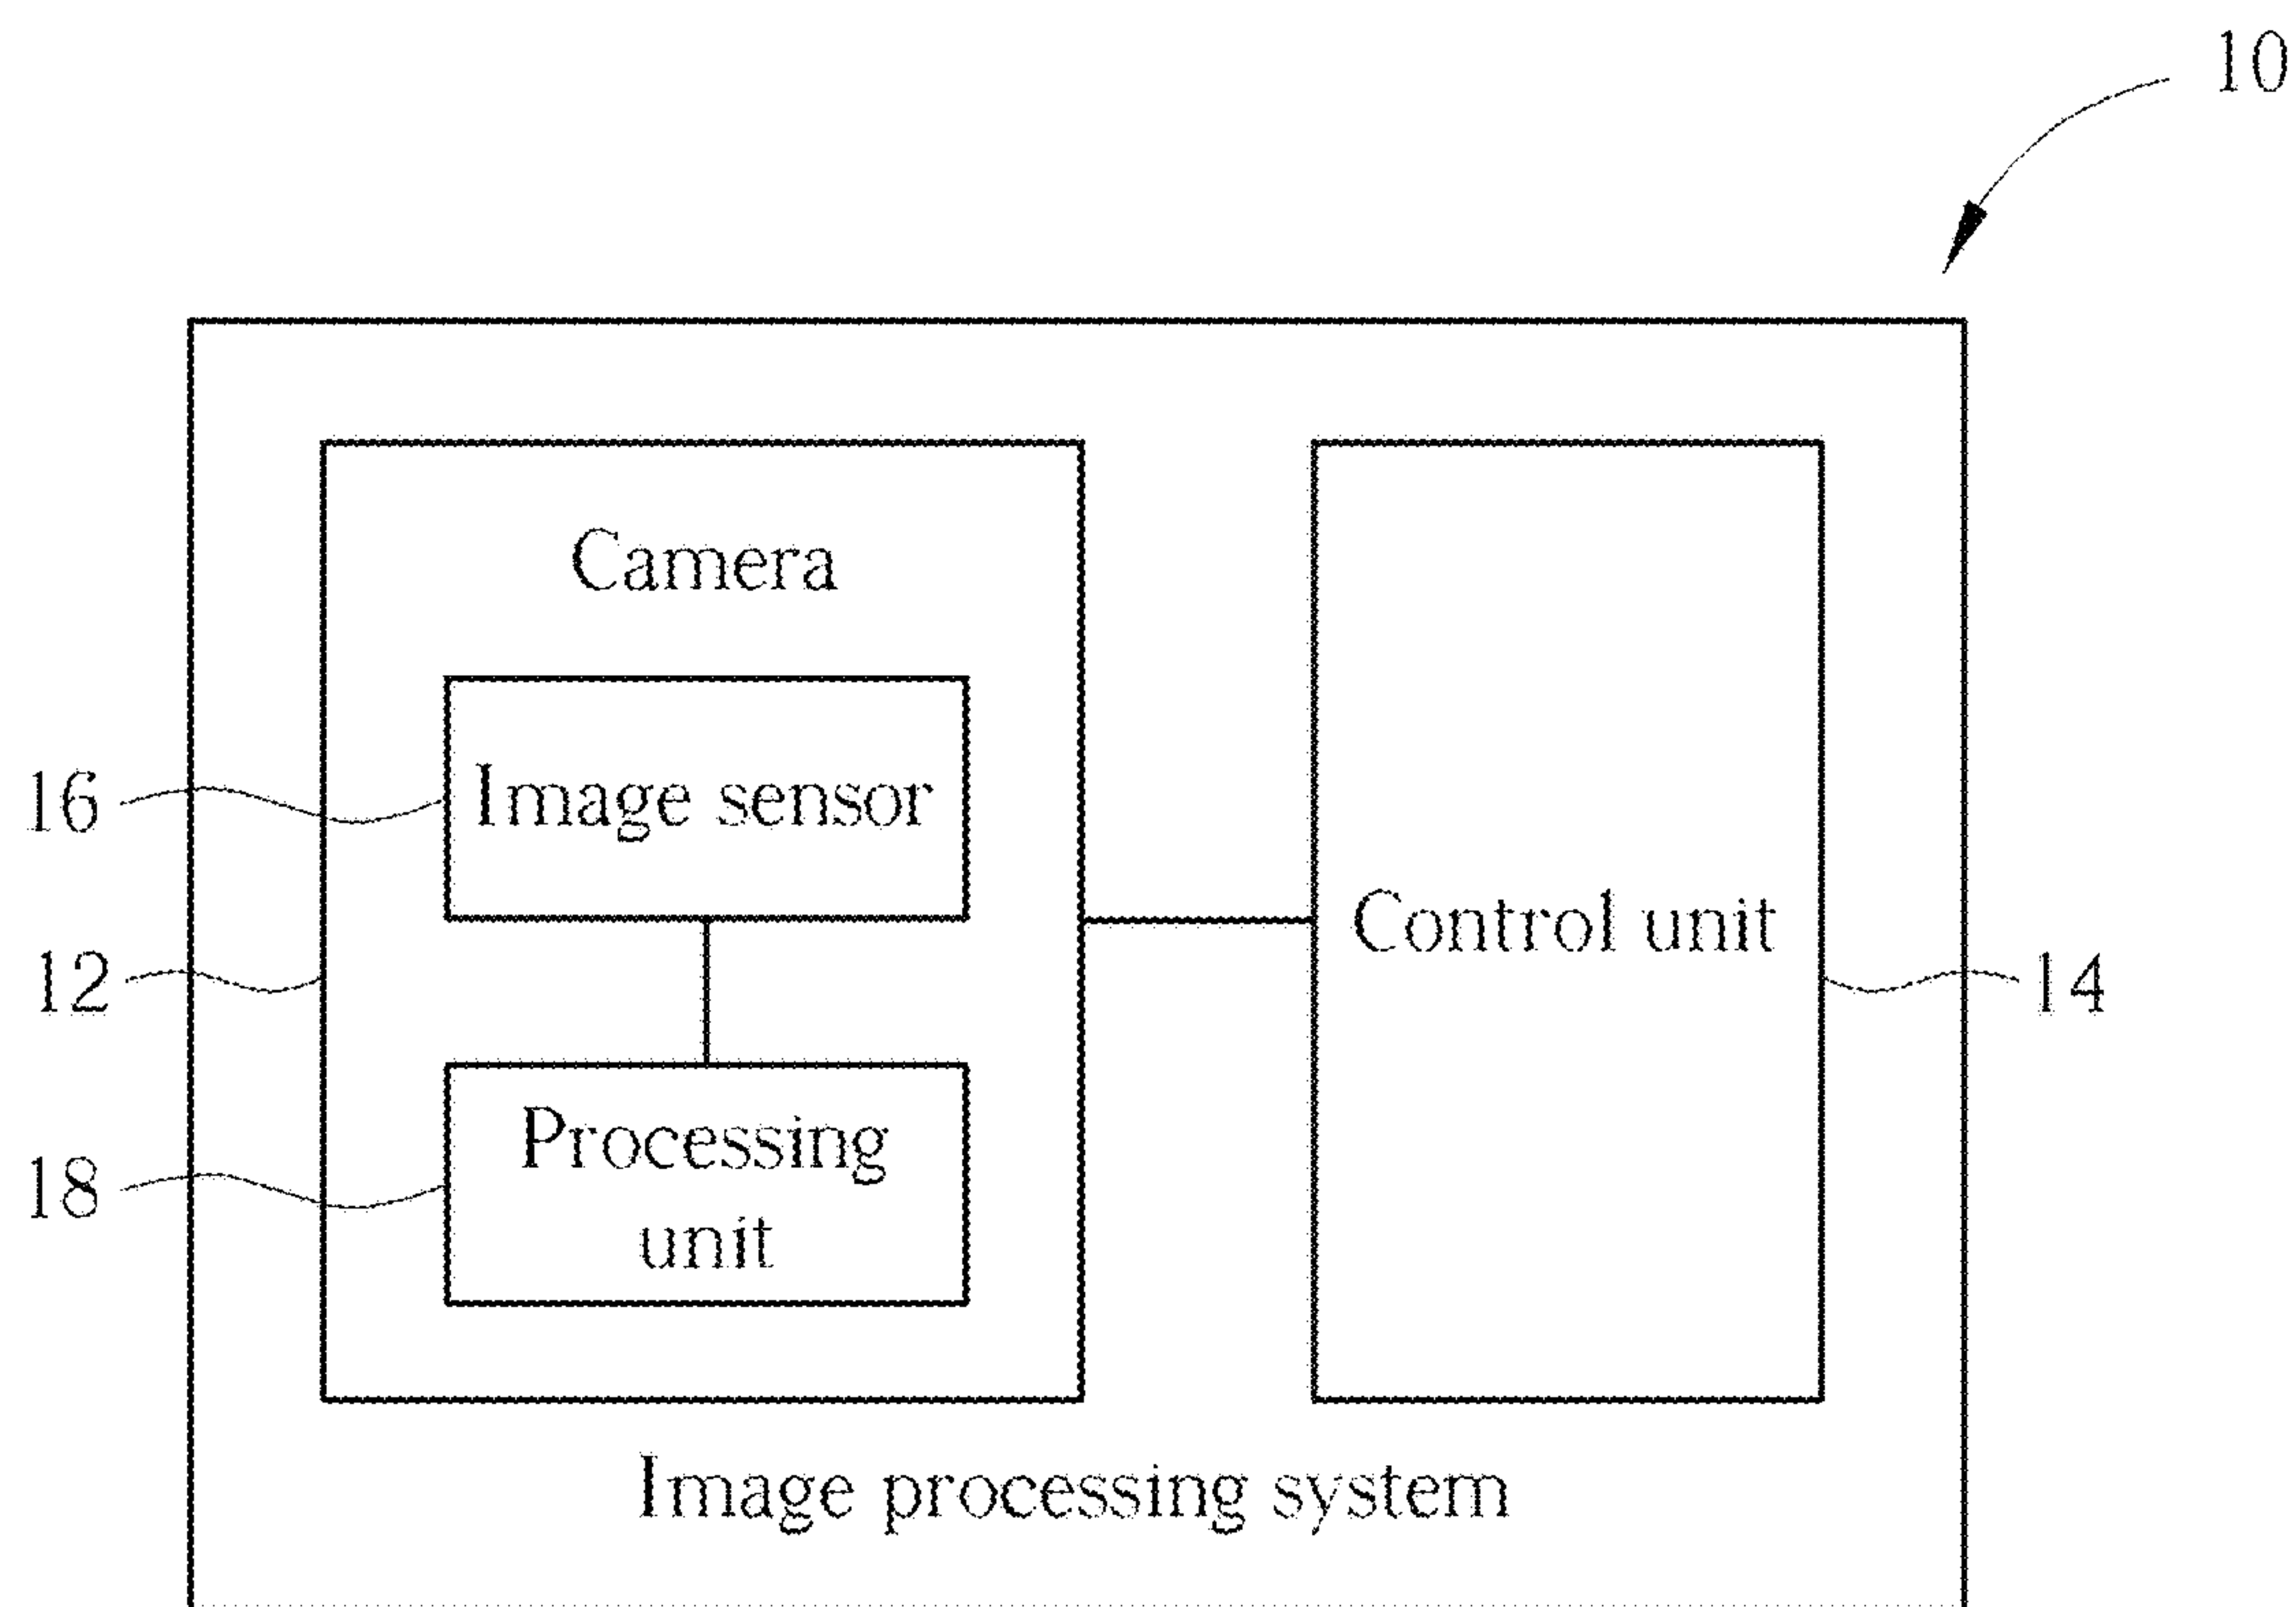 10
Camera
16
Image sensor
Control unit
12
14
18
Processing
unit
Image processing system